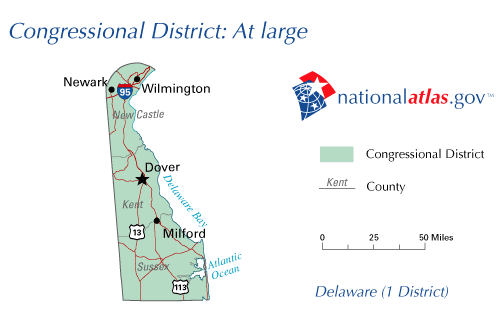 Congressional District: At large
Newark
Wilmington
95
New Castle
Dover
Delaware Bay
Kent
13
Milford
Sussex
Atlantic
Ocean
113
nationalatlas.gov™
Congressional District
Kent
County
0 25 50 Miles
Delaware (1 District)